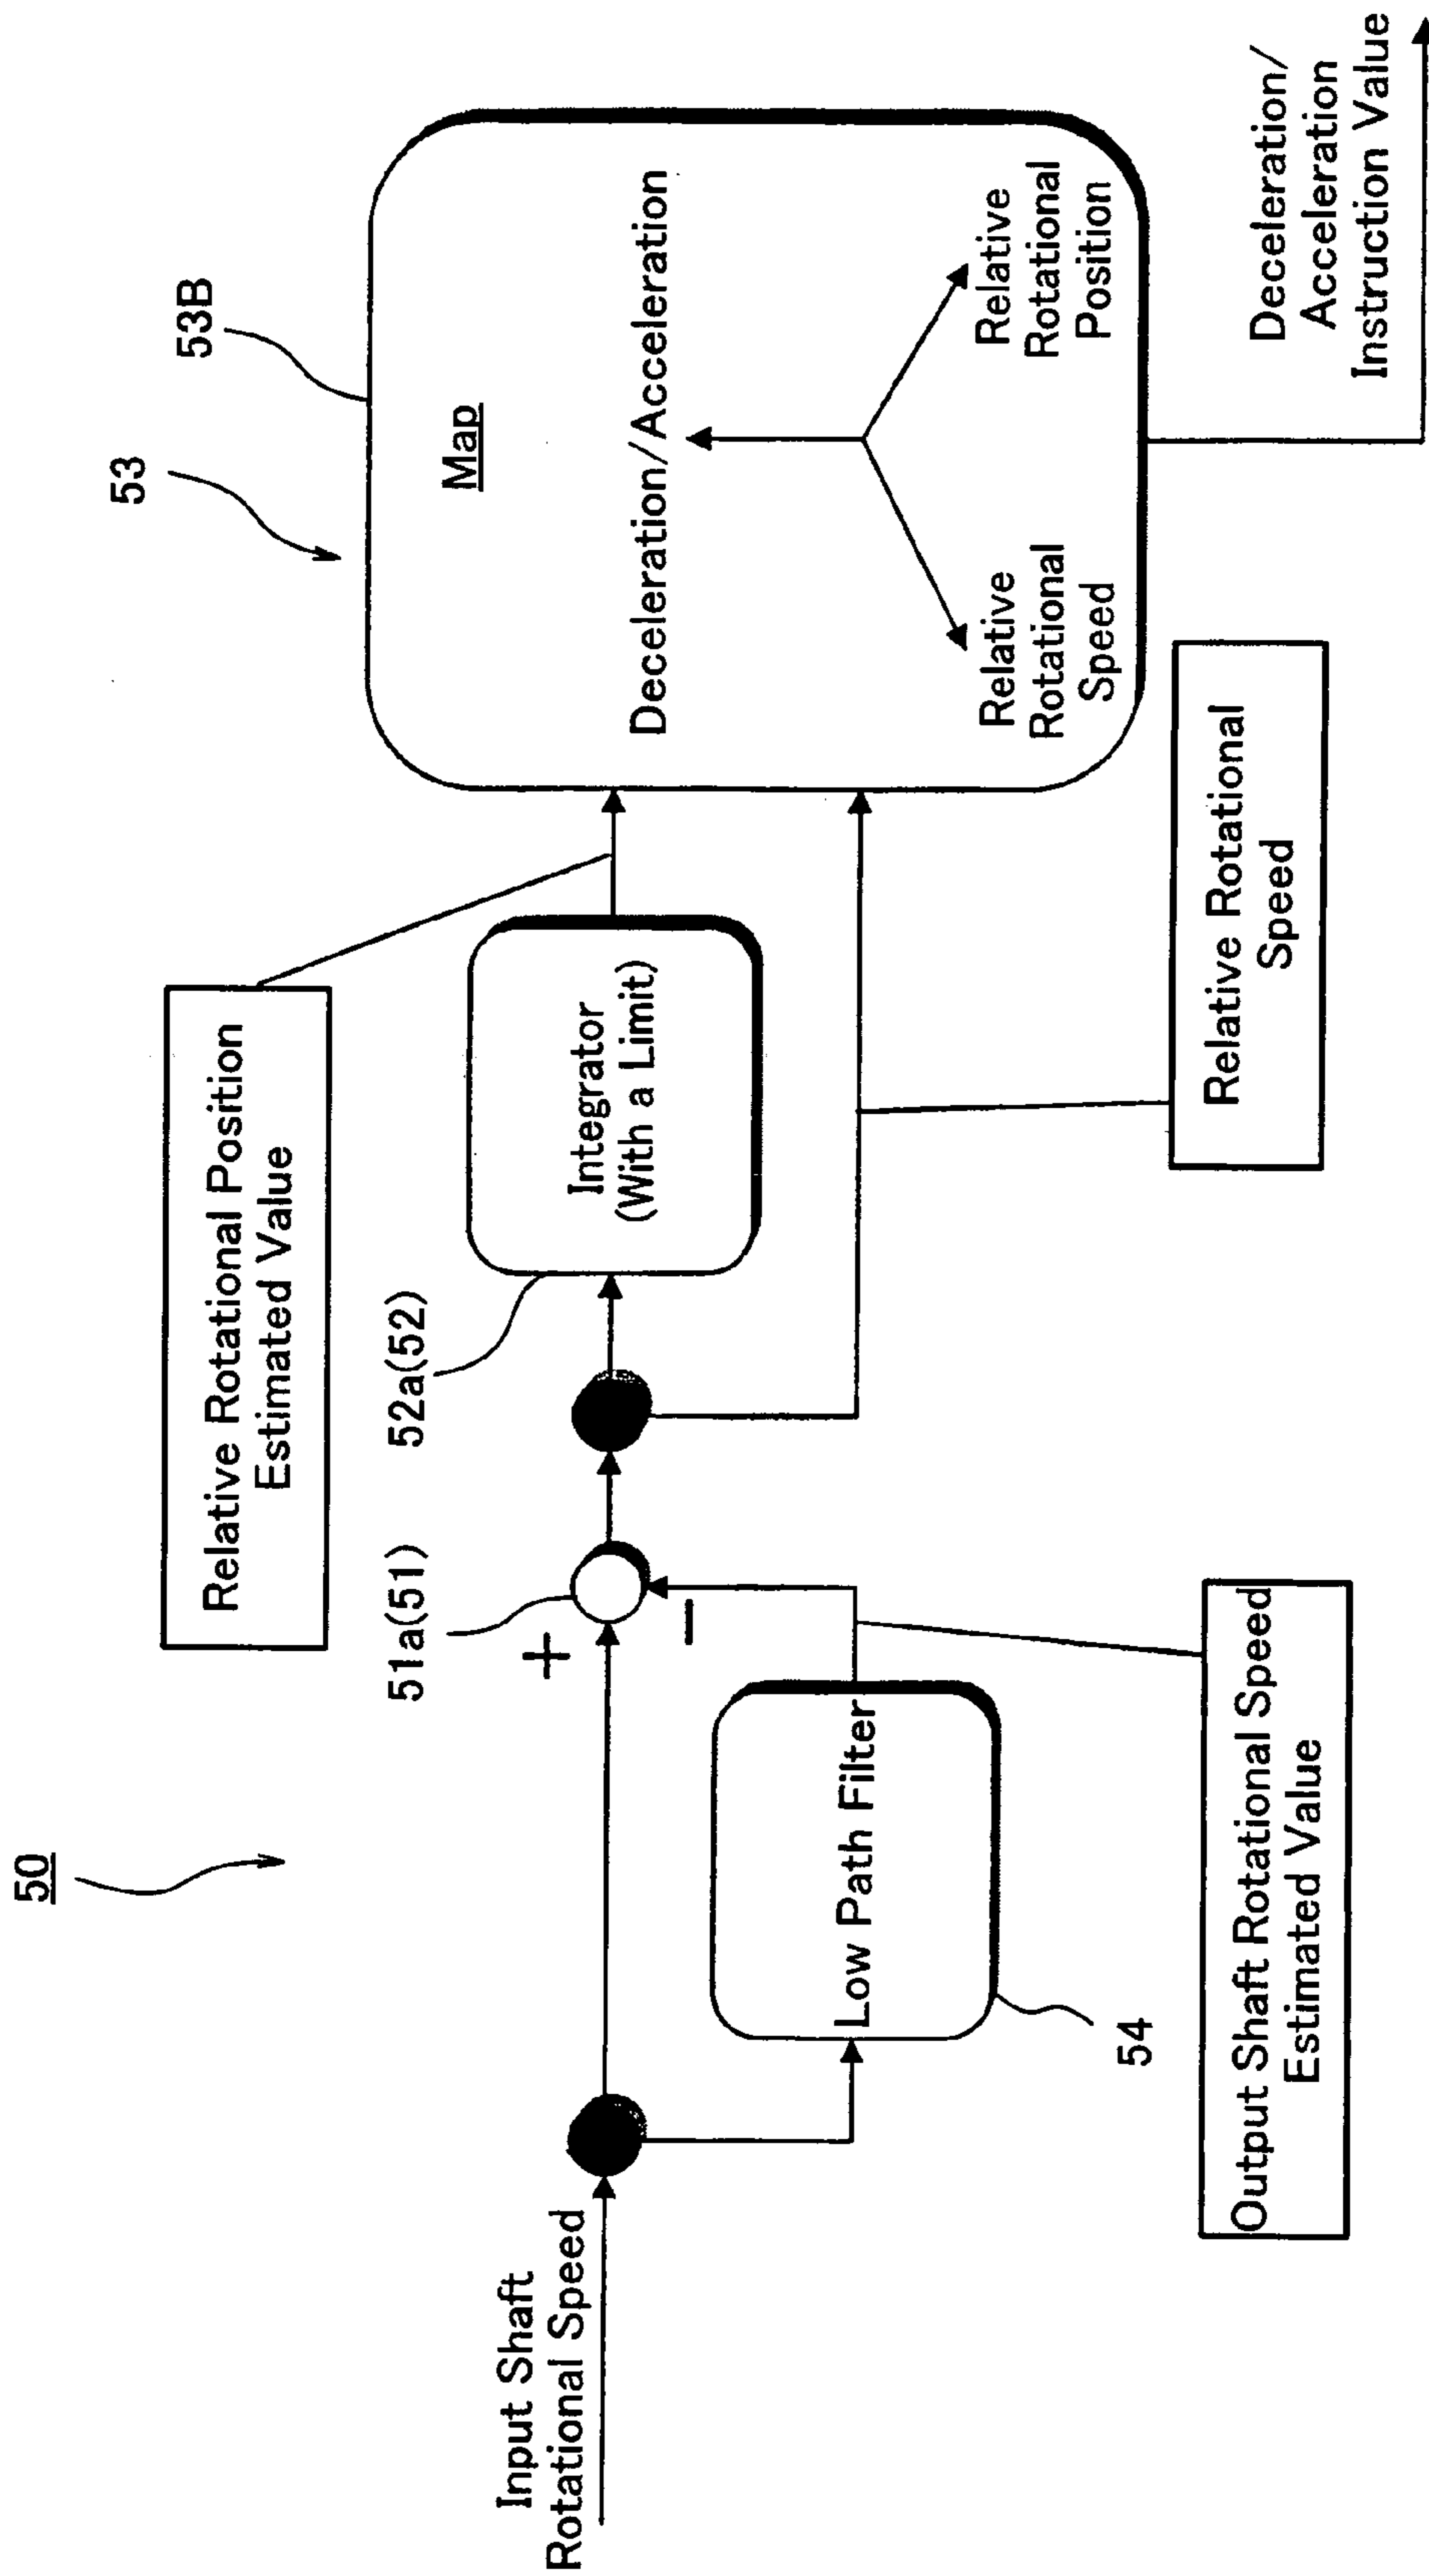 50
53
53B
Map
Deceleration/Acceleration
Relative
Rotational
Speed
Relative
Rotational
Position
Relative Rotational Position
Estimated Value
51a(51)
52a(52)
Integrator
(With a Limit)
+
−
Input Shaft
Rotational Speed
Low Path Filter
54
Output Shaft Rotational Speed
Estimated Value
Relative Rotational
Speed
Deceleration/
Acceleration
Instruction Value